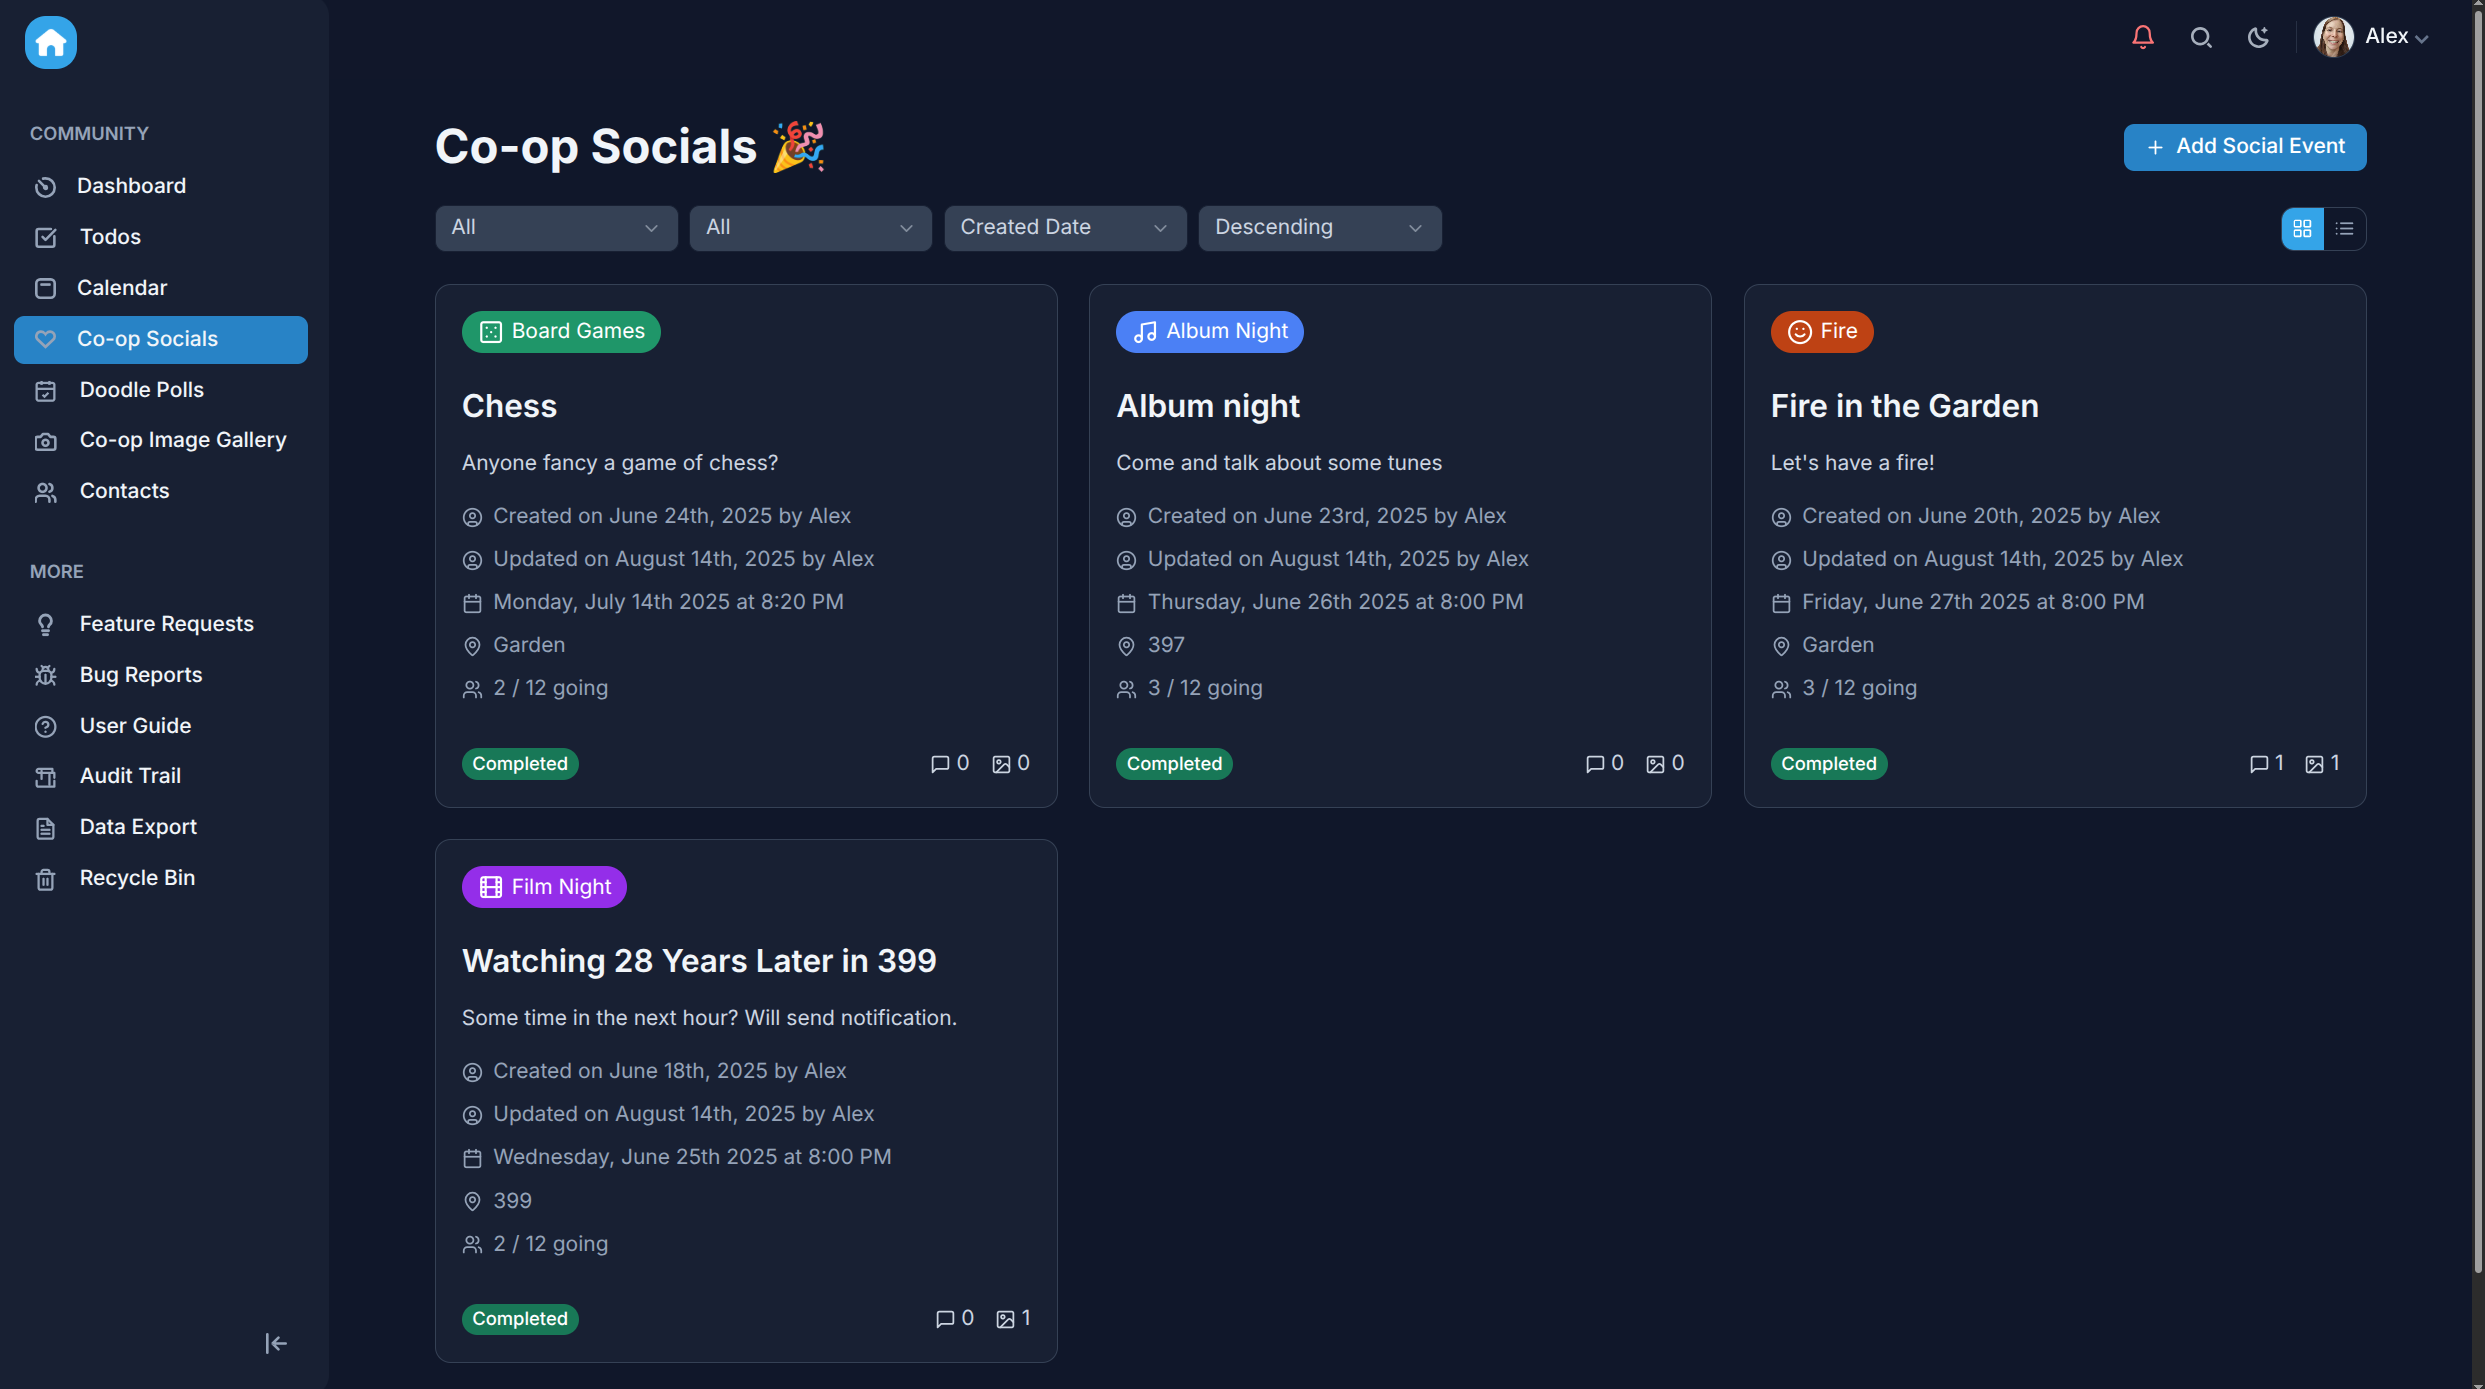 Alex
COMMUNITY
Dashboard
Todos
Calendar
Co-op Socials
Doodle Polls
Co-op Image Gallery
Contacts
MORE
Feature Requests
Bug Reports
User Guide
Audit Trail
Data Export
Recycle Bin
Co-op Socials 🎉
+ Add Social Event
All
All
Created Date
Descending
Board Games
Chess
Anyone fancy a game of chess?
Created on June 24th, 2025 by Alex
Updated on August 14th, 2025 by Alex
Monday, July 14th 2025 at 8:20 PM
Garden
2 / 12 going
Completed
0
0
Album Night
Album night
Come and talk about some tunes
Created on June 23rd, 2025 by Alex
Updated on August 14th, 2025 by Alex
Thursday, June 26th 2025 at 8:00 PM
397
3 / 12 going
Completed
0
0
Fire
Fire in the Garden
Let's have a fire!
Created on June 20th, 2025 by Alex
Updated on August 14th, 2025 by Alex
Friday, June 27th 2025 at 8:00 PM
Garden
3 / 12 going
Completed
1
1
Film Night
Watching 28 Years Later in 399
Some time in the next hour? Will send notification.
Created on June 18th, 2025 by Alex
Updated on August 14th, 2025 by Alex
Wednesday, June 25th 2025 at 8:00 PM
399
2 / 12 going
Completed
0
1